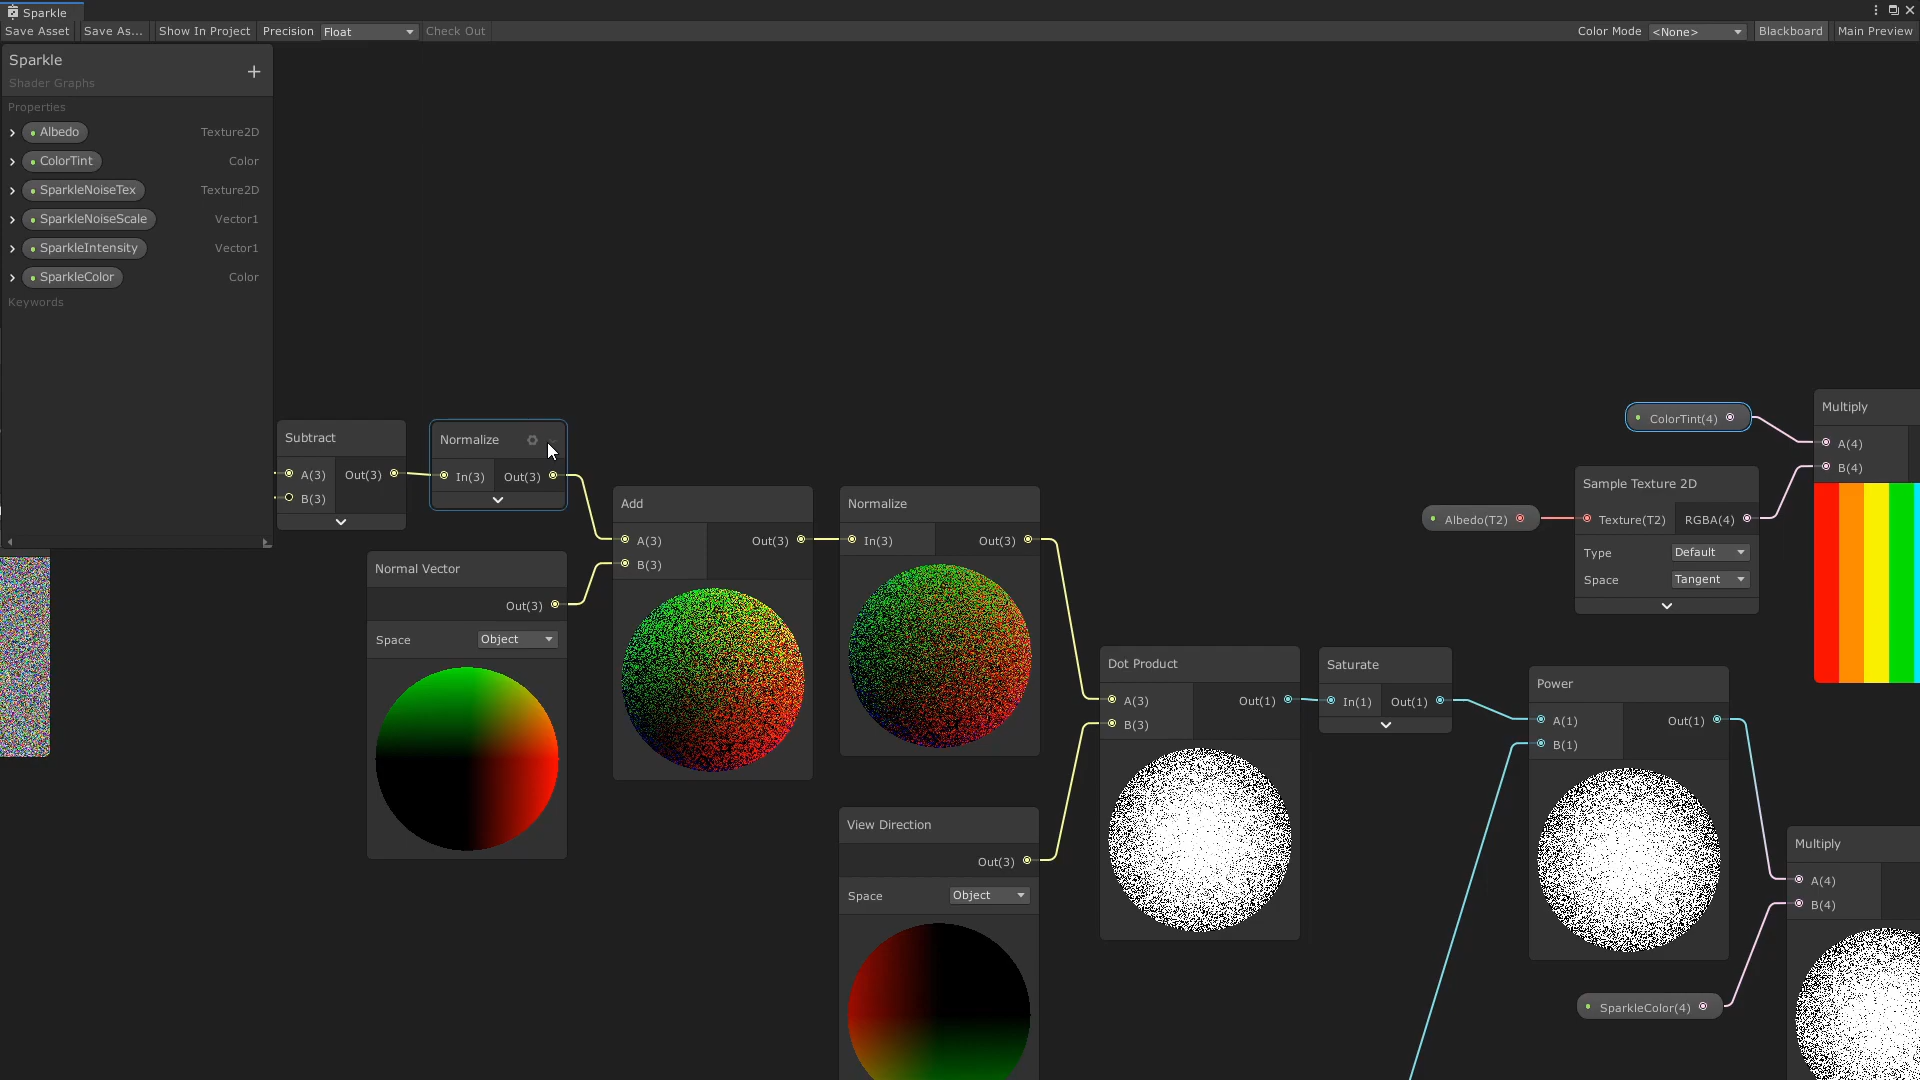 Sparkle
Save Asset Save As... Show In Project Precision Float Check Out Color Mode <None> Blackboard Main Preview
Sparkle
Shader Graphs
Properties
Albedo Texture2D
ColorTint Color
SparkleNoiseTex Texture2D
SparkleNoiseScale Vector1
SparkleIntensity Vector1
SparkleColor Color
Keywords
Subtract
A(3) Out(3)
B(3)
Normalize
In(3) Out(3)
Normal Vector
Out(3)
Space Object
Add
A(3) Out(3)
B(3)
Normalize
In(3) Out(3)
View Direction
Out(3)
Space Object
Dot Product
A(3) Out(1)
B(3)
Saturate
In(1) Out(1)
ColorTint(4)
Albedo(T2)
Sample Texture 2D
Texture(T2) RGBA(4)
Type Default
Space Tangent
Multiply
A(4)
B(4)
Power
A(1) Out(1)
B(1)
SparkleColor(4)
Multiply
A(4)
B(4)